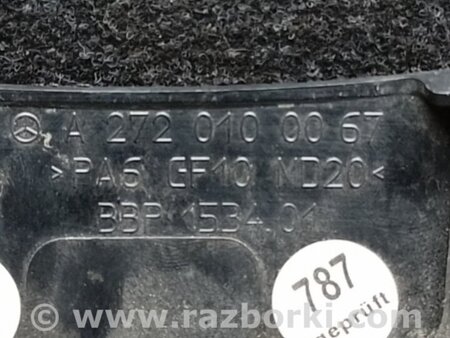 A 272 010 00 67
>PA6 GF10 MD20<
BBP 1534.01
787
geprüft
www.razborki.com